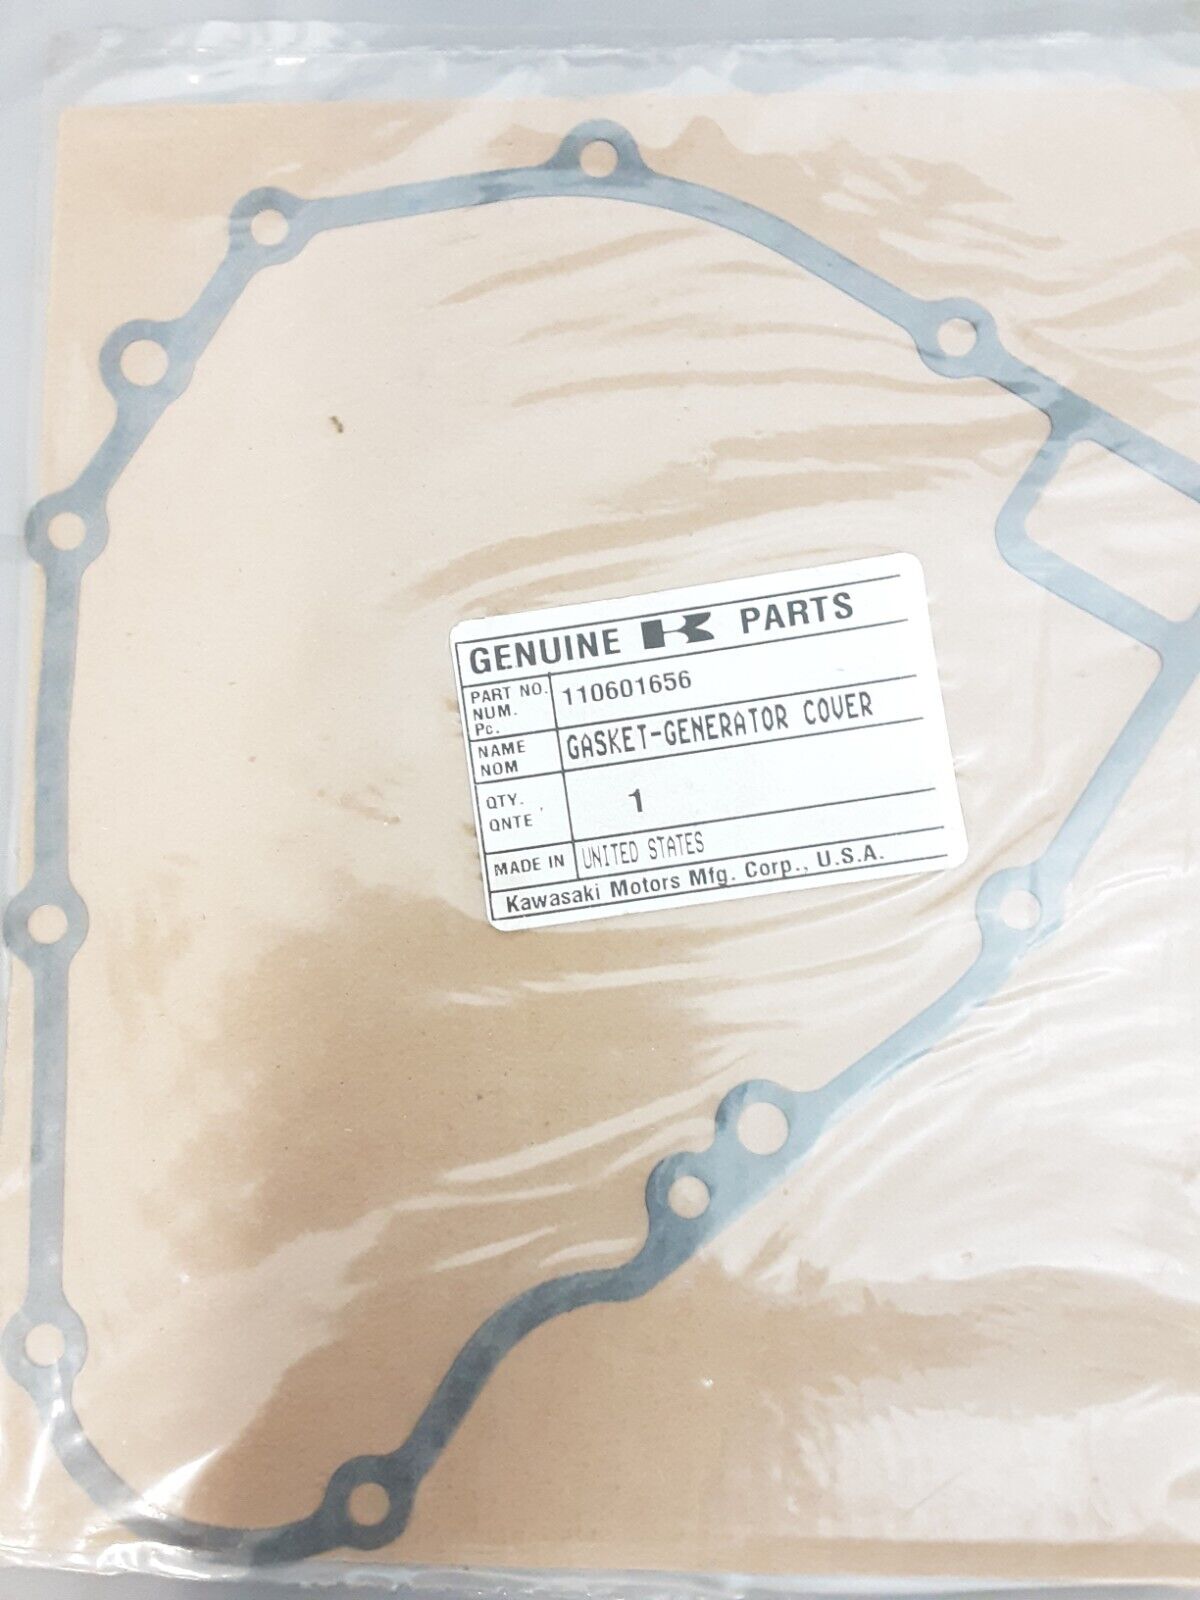 GENUINE K PARTS
PART NO. 110601656
NUM.
Pc.
NAME GASKET-GENERATOR COVER
NOM
QTY. 1
QNTE
MADE IN UNITED STATES
Kawasaki Motors Mfg. Corp., U.S.A.